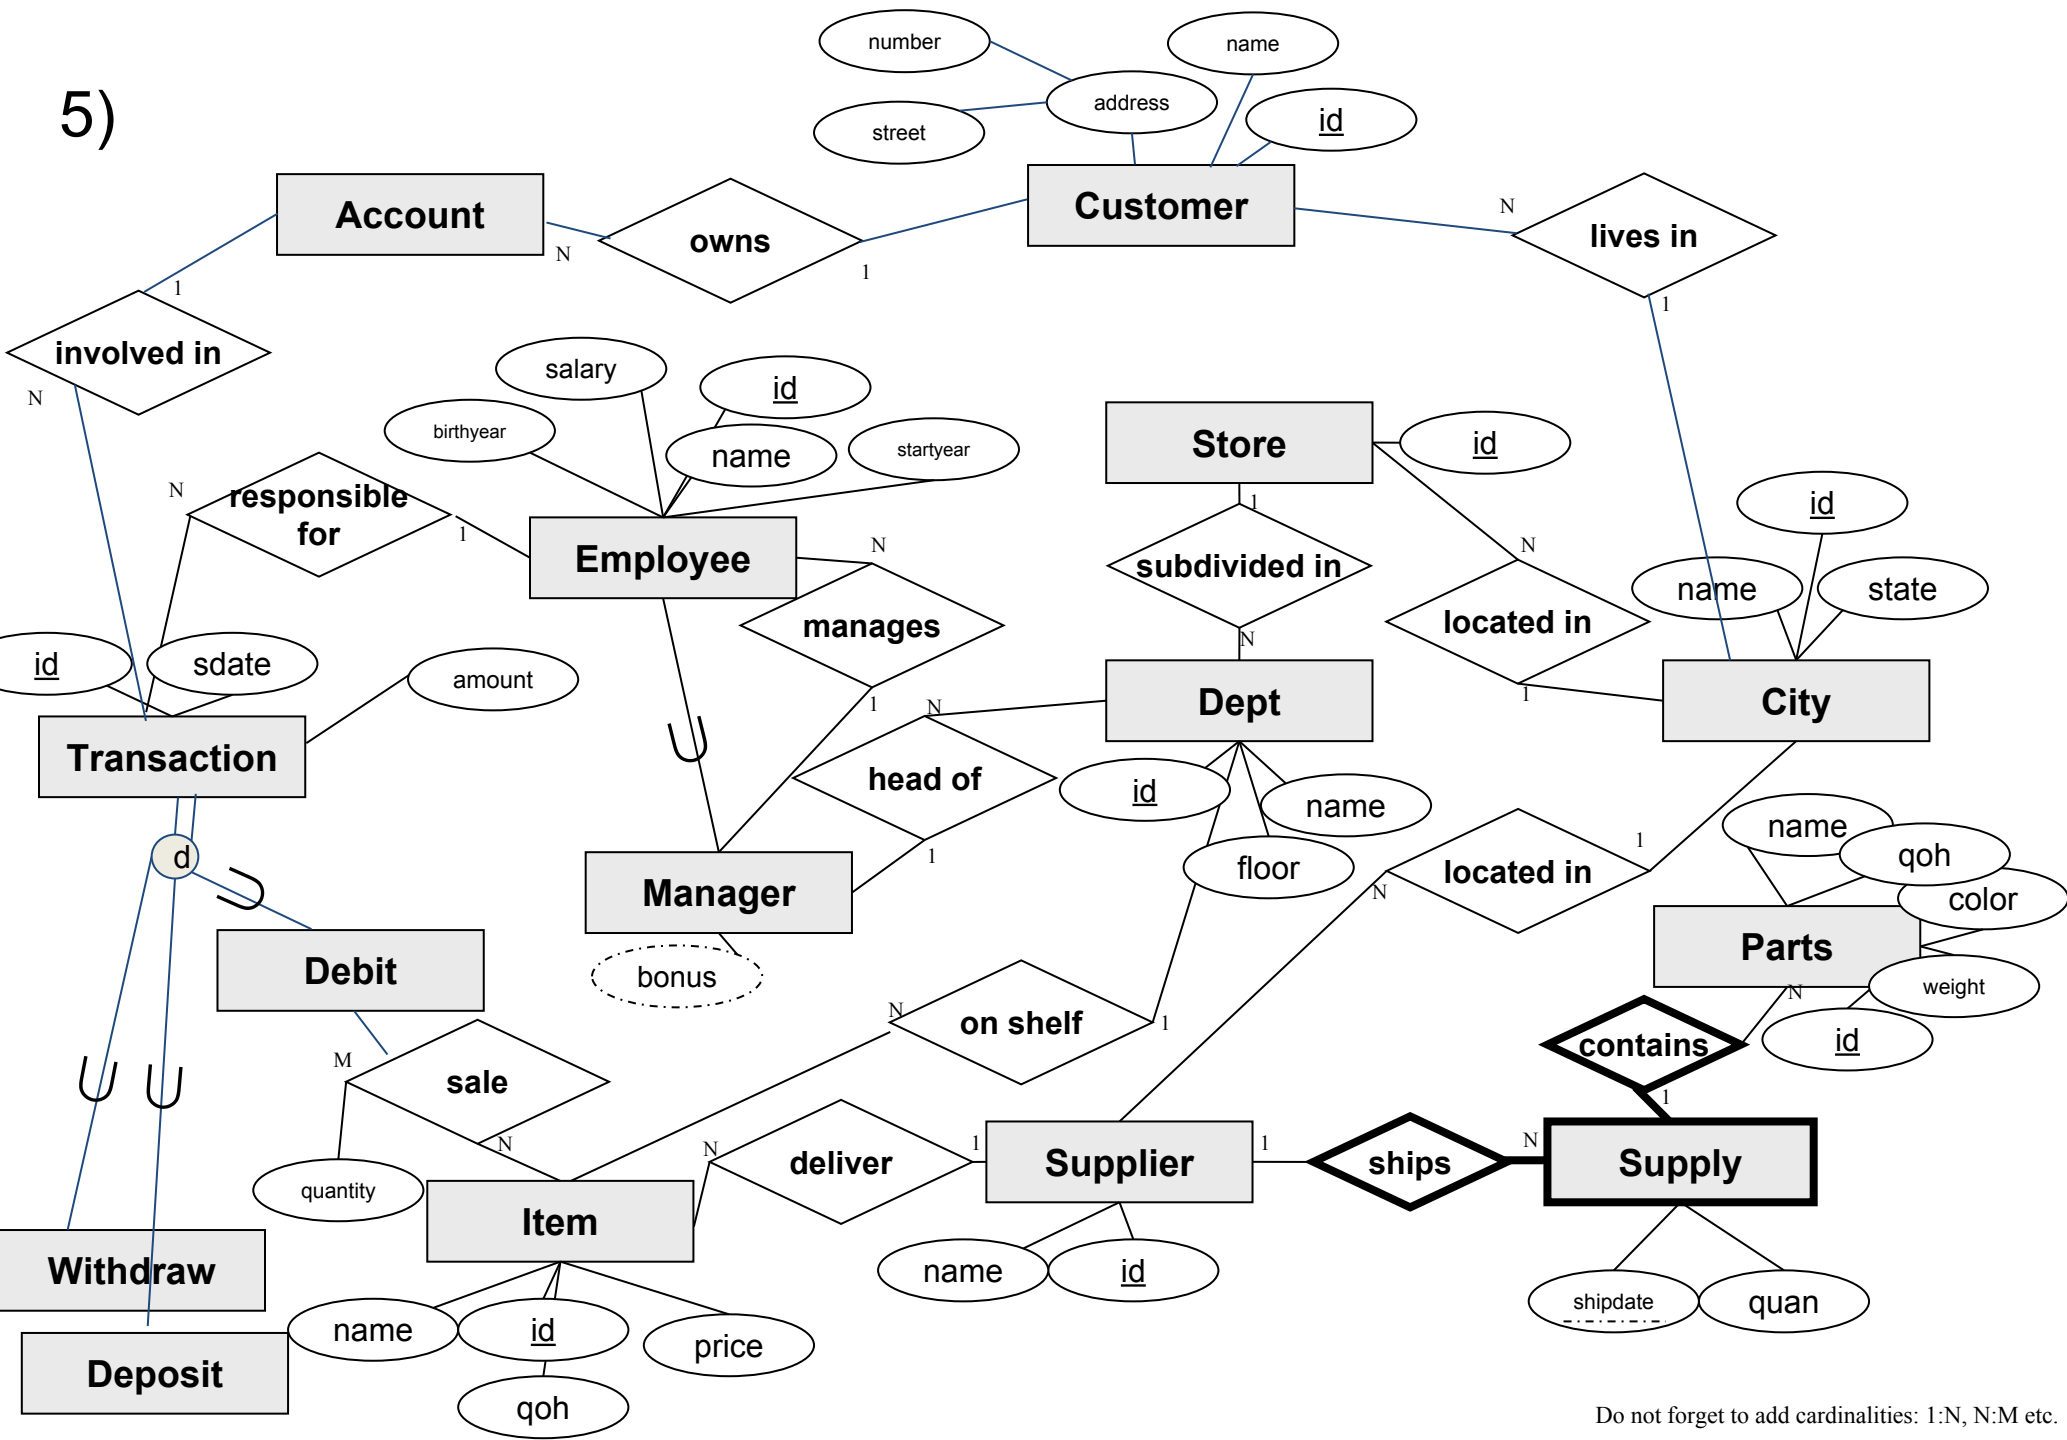 number
name
5)
address
street
id
Account
Customer
owns
lives in
N
N
1
1
1
involved in
N
salary
id
birthyear
name
startyear
Store
id
N
responsible
for
1
Employee
N
1
subdivided in
N
id
name
state
manages
located in
N
1
id
sdate
amount
Transaction
1
N
Dept
City
head of
1
id
name
floor
d
Manager
1
located in
N
name
qoh
color
Parts
weight
N
id
Debit
bonus
N
on shelf
1
contains
1
M
sale
N
quantity
N
deliver
1
Supplier
1
ships
N
Supply
Item
Withdraw
name
id
shipdate
quan
Deposit
name
id
price
qoh
Do not forget to add cardinalities: 1:N, N:M etc.